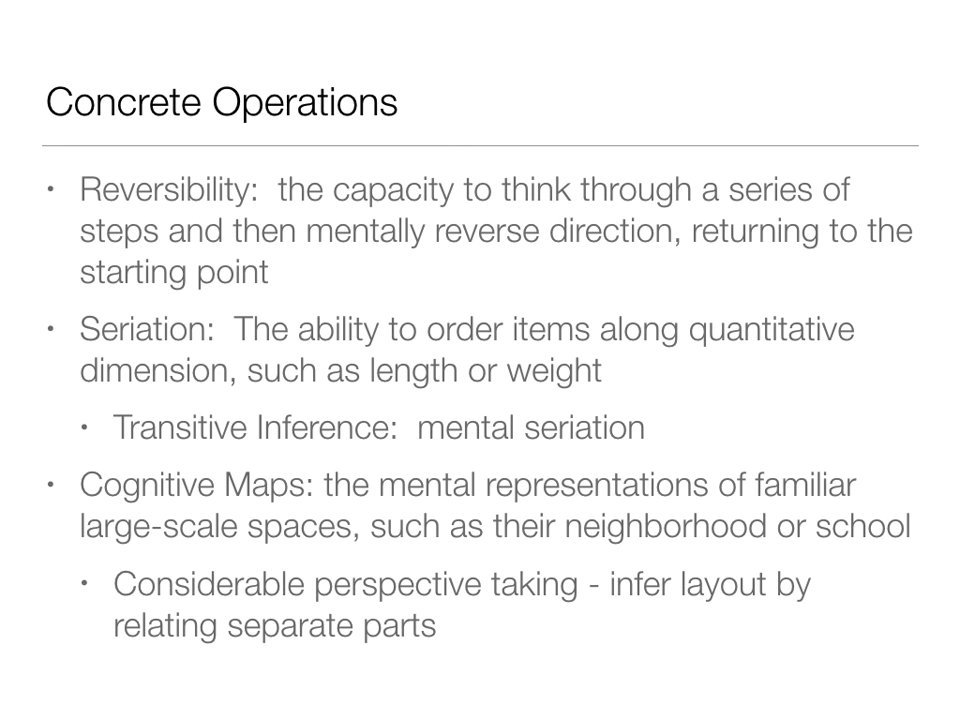 Concrete Operations
• Reversibility:  the capacity to think through a series of
steps and then mentally reverse direction, returning to the
starting point
• Seriation:  The ability to order items along quantitative
dimension, such as length or weight
• Transitive Inference:  mental seriation
• Cognitive Maps: the mental representations of familiar
large-scale spaces, such as their neighborhood or school
• Considerable perspective taking - infer layout by
relating separate parts